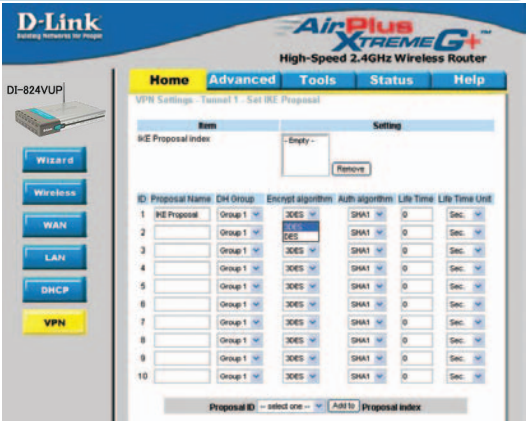 D-Link
Building Networks for People
AirPlus
XTREME G+™
High-Speed 2.4GHz Wireless Router
DI-824VUP
Home Advanced Tools Status Help
VPN Settings - Tunnel 1 - Set IKE Proposal
Item Setting
IKE Proposal index
- Empty -
Remove
Wizard
Wireless
WAN
LAN
DHCP
VPN
ID Proposal Name DH Group Encrypt algorithm Auth algorithm Life Time Life Time Unit
1 IKE Proposal Group 1 3DES SHA1 0 Sec.
3DES
DES
2 Group 1 SHA1 0 Sec.
3 Group 1 3DES SHA1 0 Sec.
4 Group 1 3DES SHA1 0 Sec.
5 Group 1 3DES SHA1 0 Sec.
6 Group 1 3DES SHA1 0 Sec.
7 Group 1 3DES SHA1 0 Sec.
8 Group 1 3DES SHA1 0 Sec.
9 Group 1 3DES SHA1 0 Sec.
10 Group 1 3DES SHA1 0 Sec.
Proposal ID -- select one -- Add to Proposal index